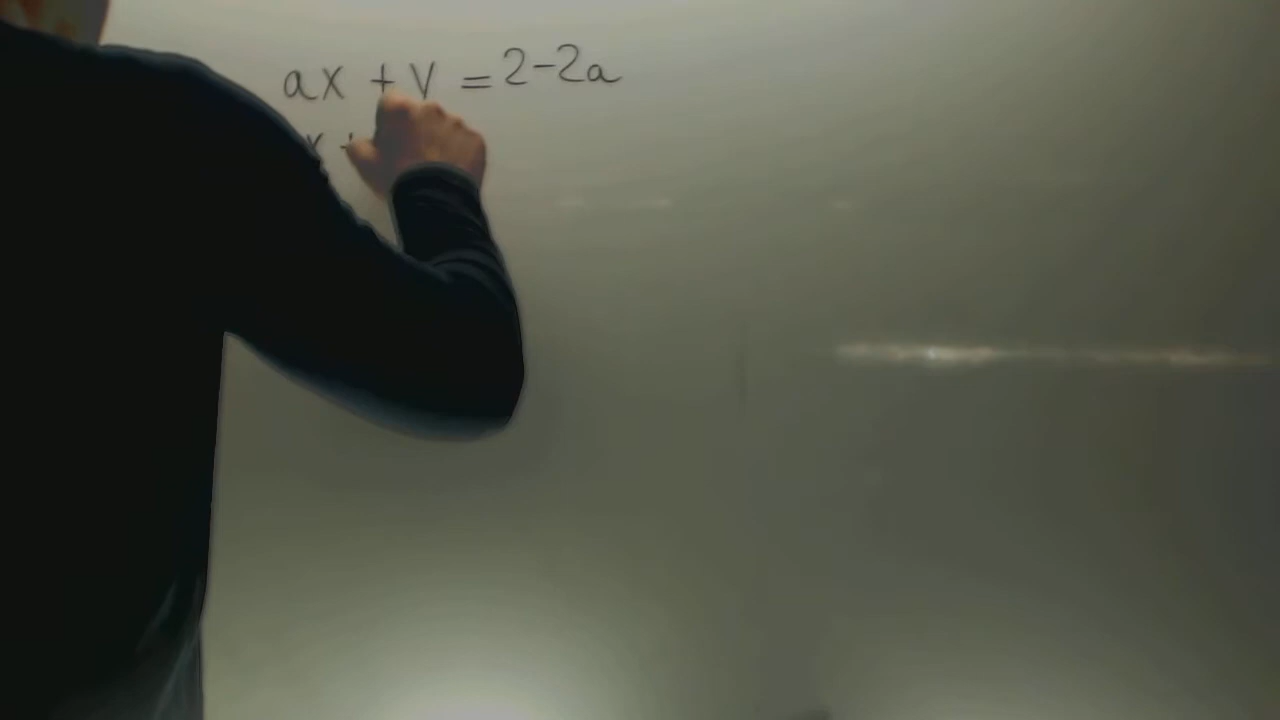 ax + y = 2-2a
x +